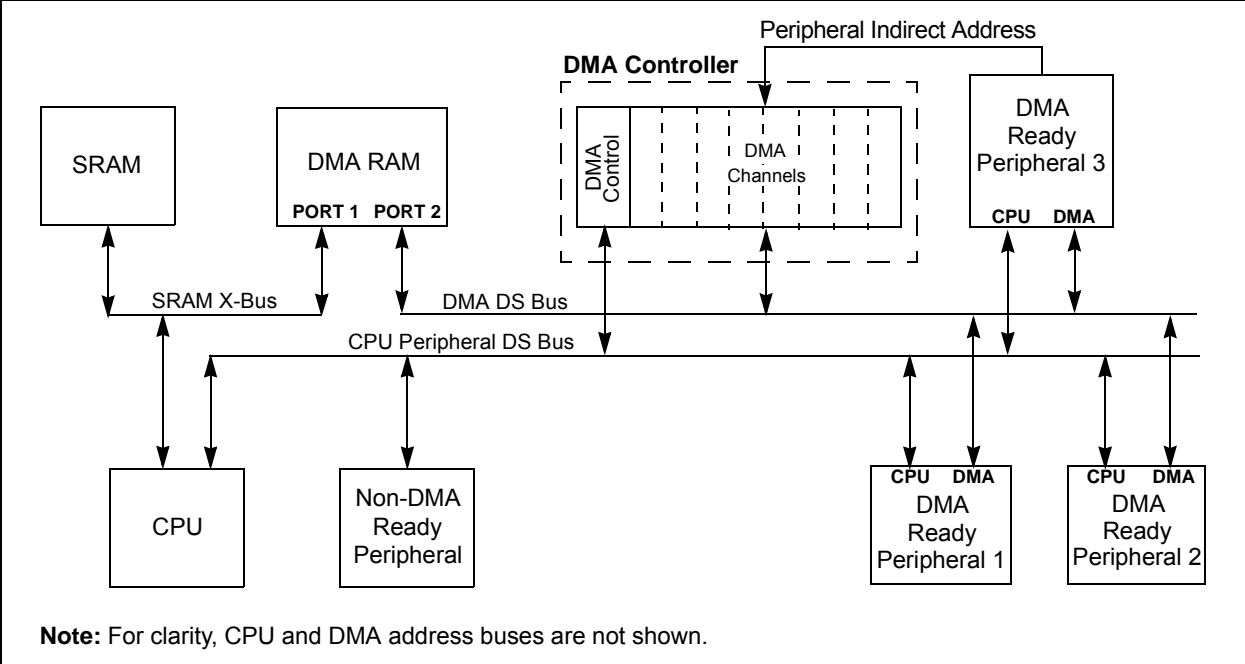 Peripheral Indirect Address
DMA Controller
SRAM
DMA RAM
PORT 1 PORT 2
DMA
Control
DMA
Channels
DMA
Ready
Peripheral 3
CPU DMA
SRAM X-Bus
DMA DS Bus
CPU Peripheral DS Bus
CPU
Non-DMA
Ready
Peripheral
CPU DMA
DMA
Ready
Peripheral 1
CPU DMA
DMA
Ready
Peripheral 2
Note: For clarity, CPU and DMA address buses are not shown.